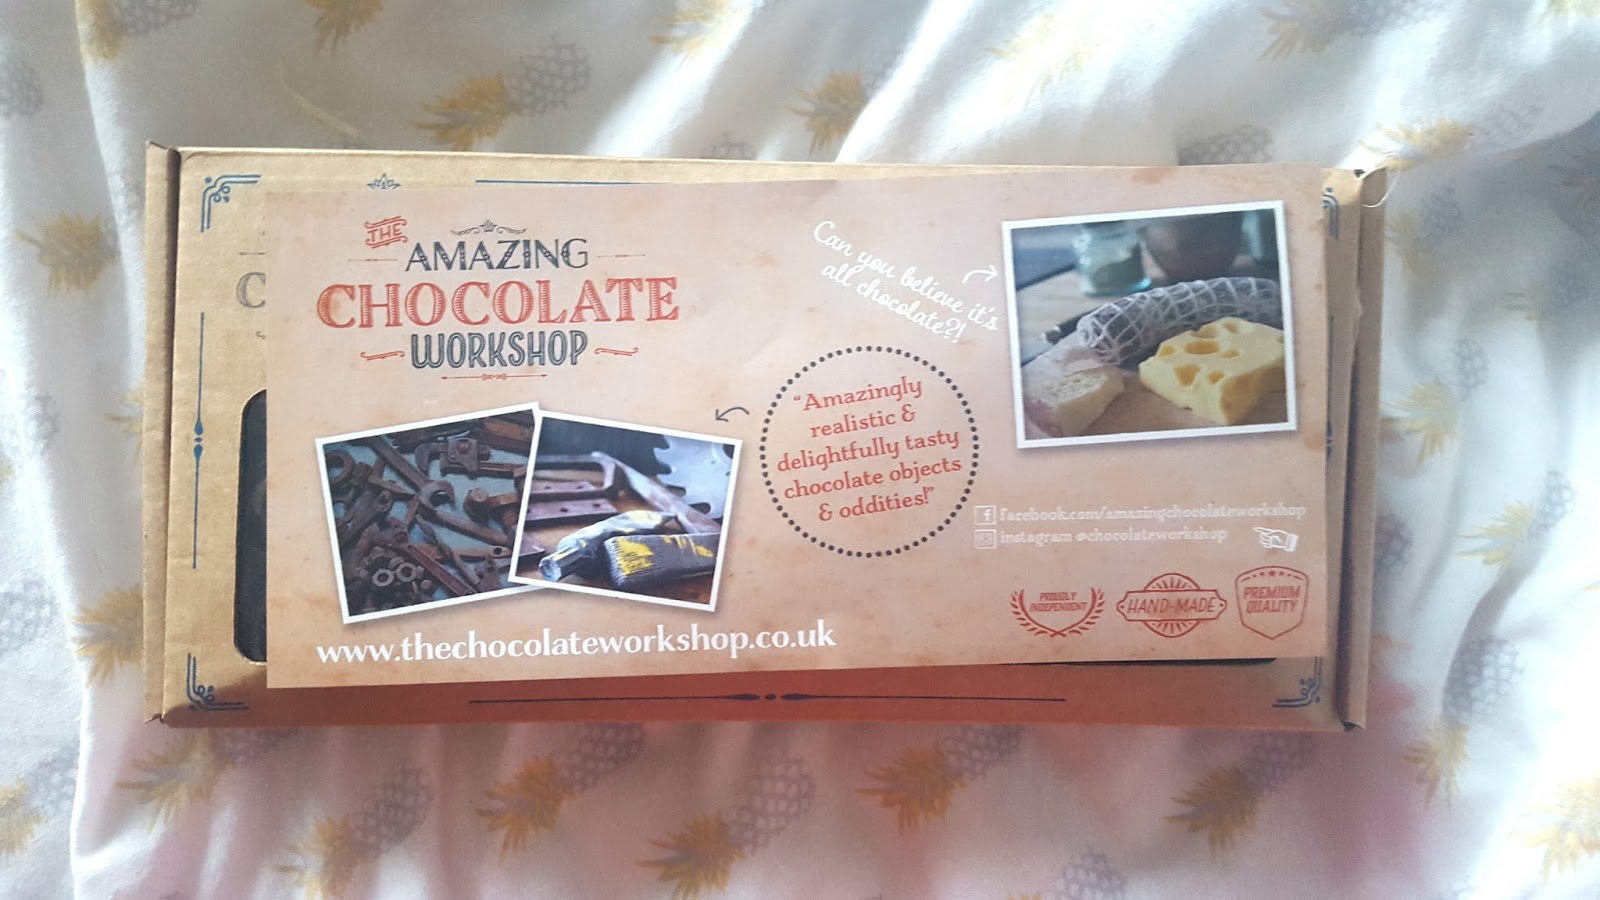 THE
AMAZING
CHOCOLATE
WORKSHOP
Can you believe it's
all chocolate?!
"Amazingly
realistic &
delightfully tasty
chocolate objects
& oddities!"
facebook.com/amazingchocolateworkshop
instagram @chocolateworkshop
PROUDLY
INDEPENDENT
HAND-MADE
PREMIUM
QUALITY
www.thechocolateworkshop.co.uk
C